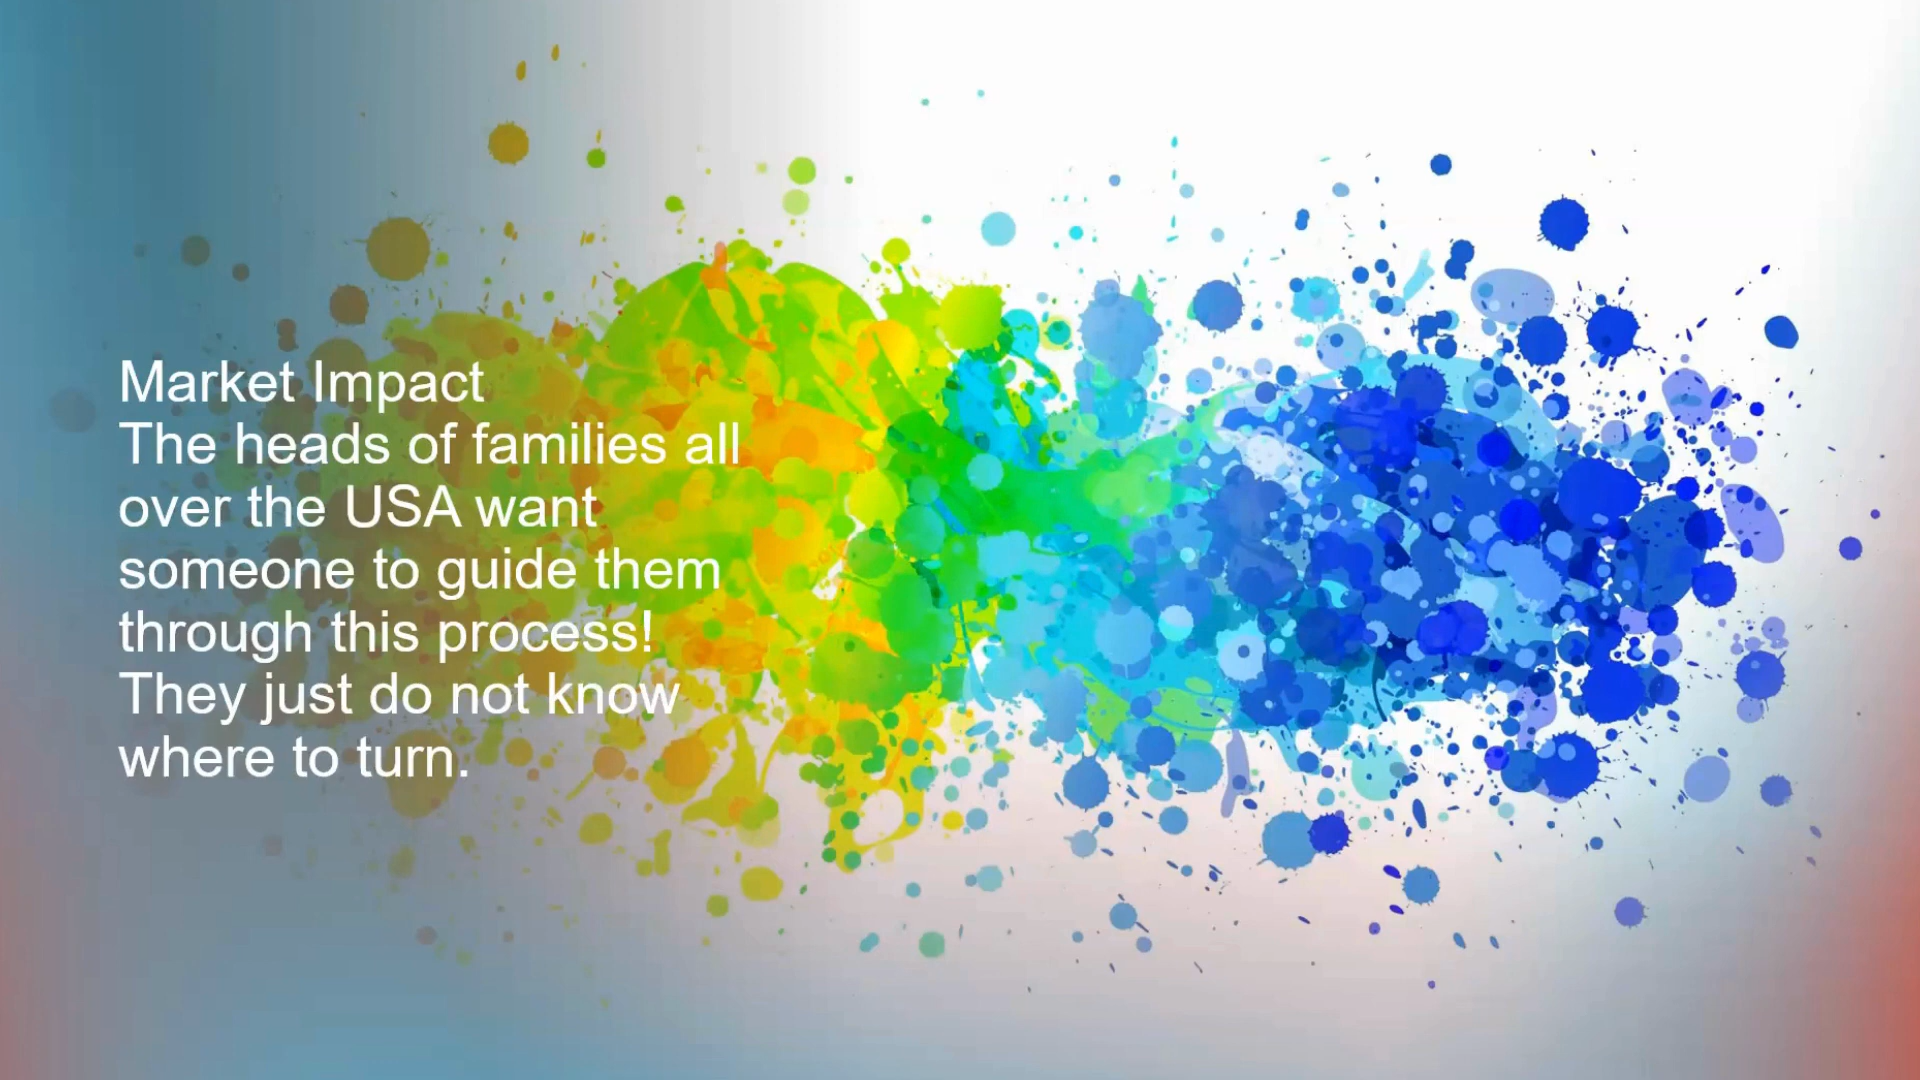 Market Impact
The heads of families all
over the USA want
someone to guide them
through this process!
They just do not know
where to turn.